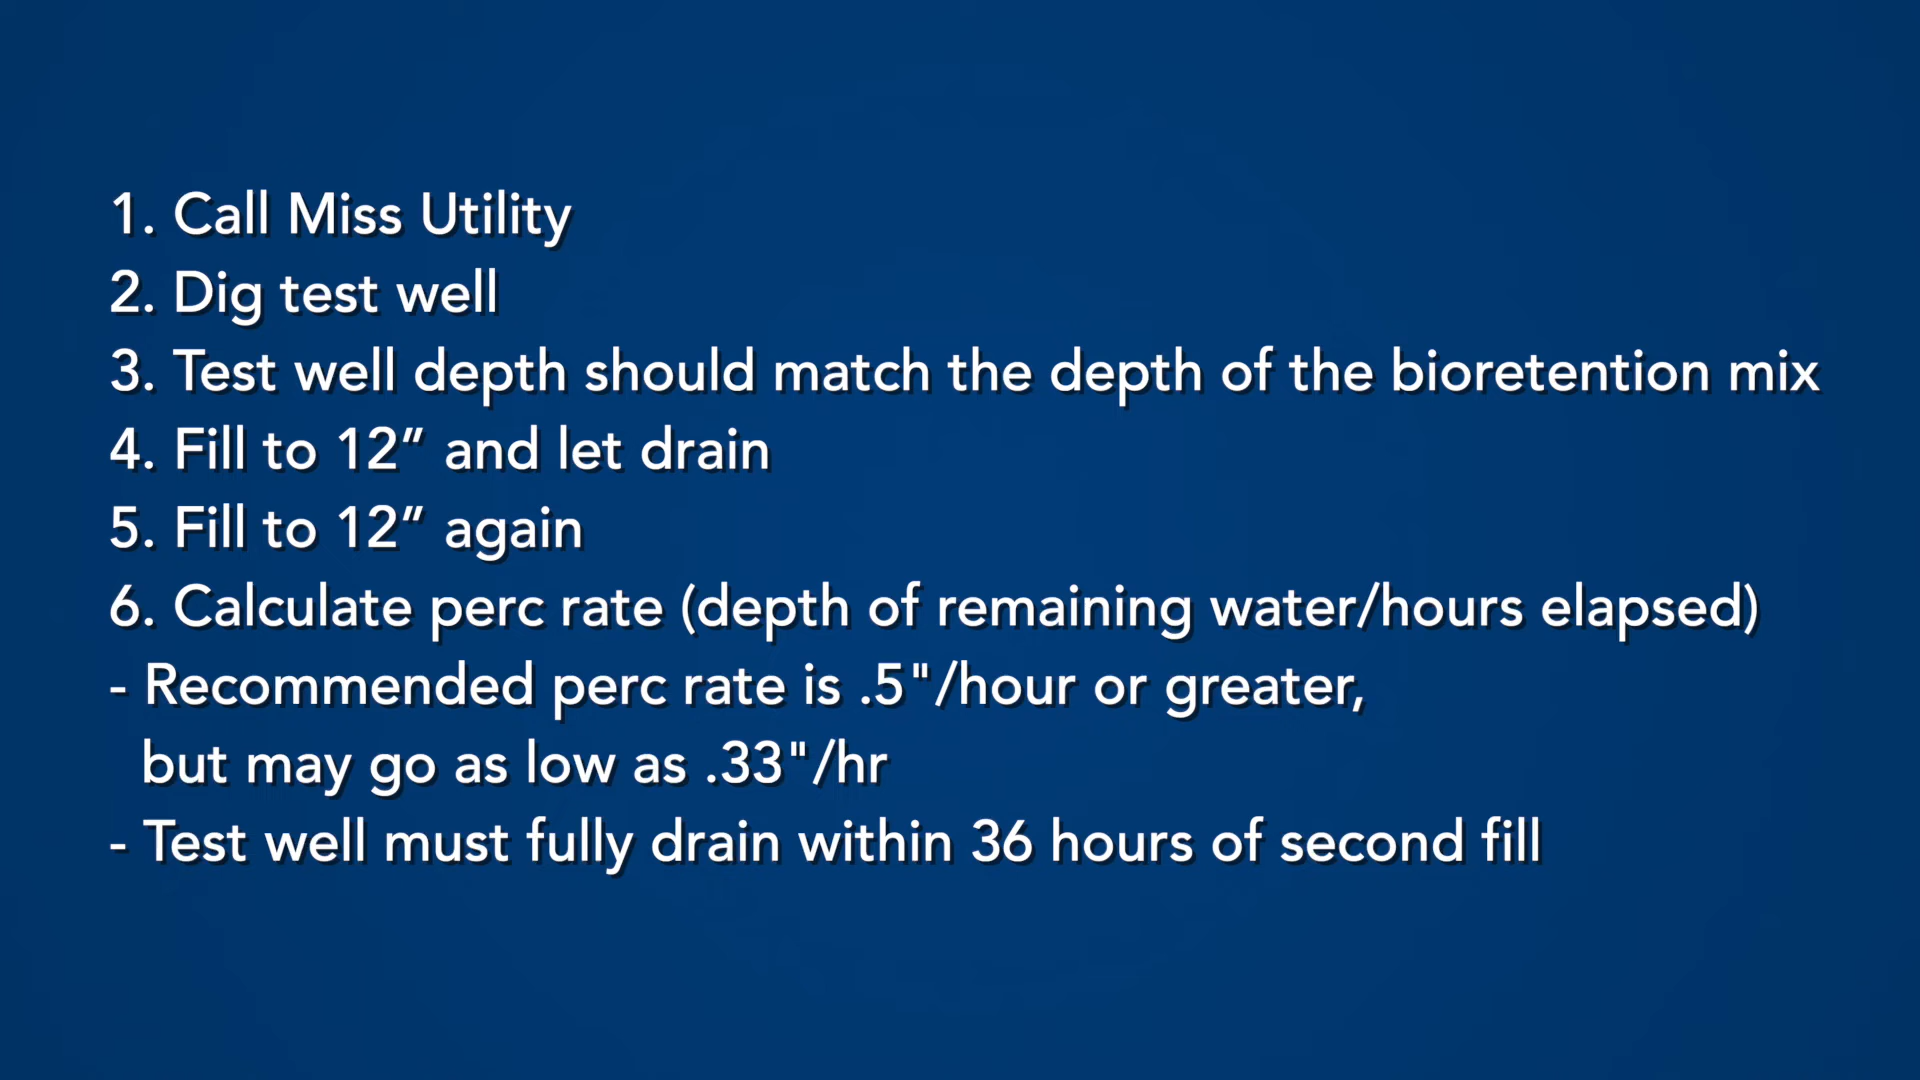 1. Call Miss Utility
2. Dig test well
3. Test well depth should match the depth of the bioretention mix
4. Fill to 12” and let drain
5. Fill to 12” again
6. Calculate perc rate (depth of remaining water/hours elapsed)
- Recommended perc rate is .5"/hour or greater,
but may go as low as .33"/hr
- Test well must fully drain within 36 hours of second fill